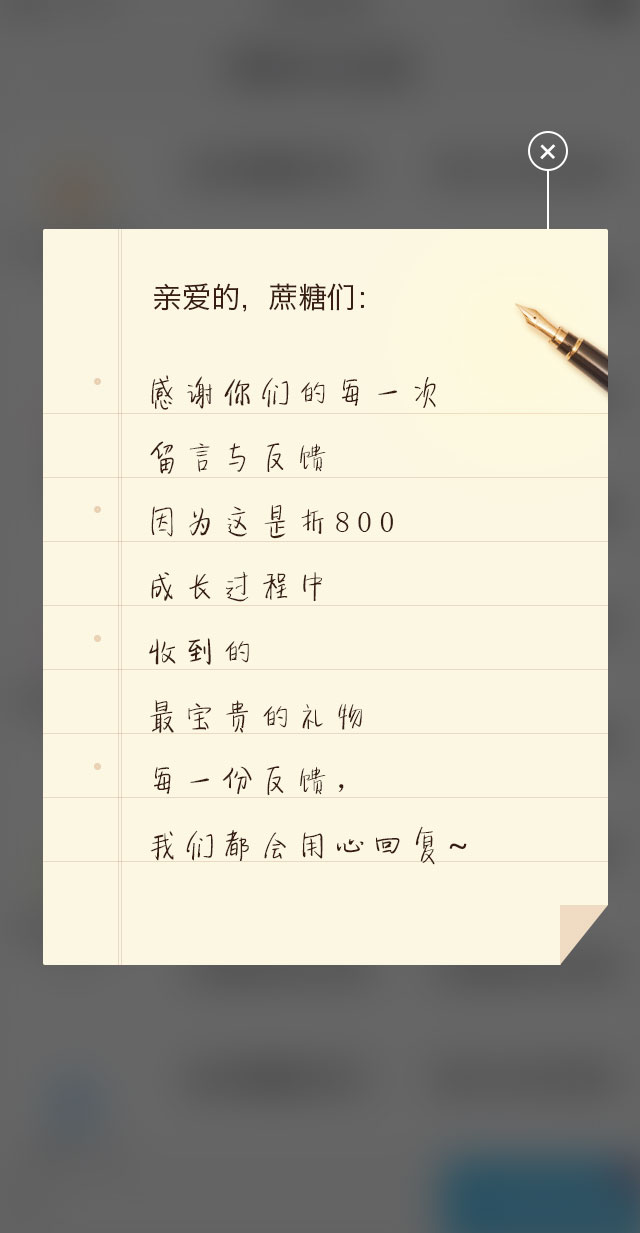 亲爱的，蔗糖们：
感谢你们的每一次
留言与反馈
因为这是折800
成长过程中
收到的
最宝贵的礼物
每一份反馈，
我们都会用心回复~